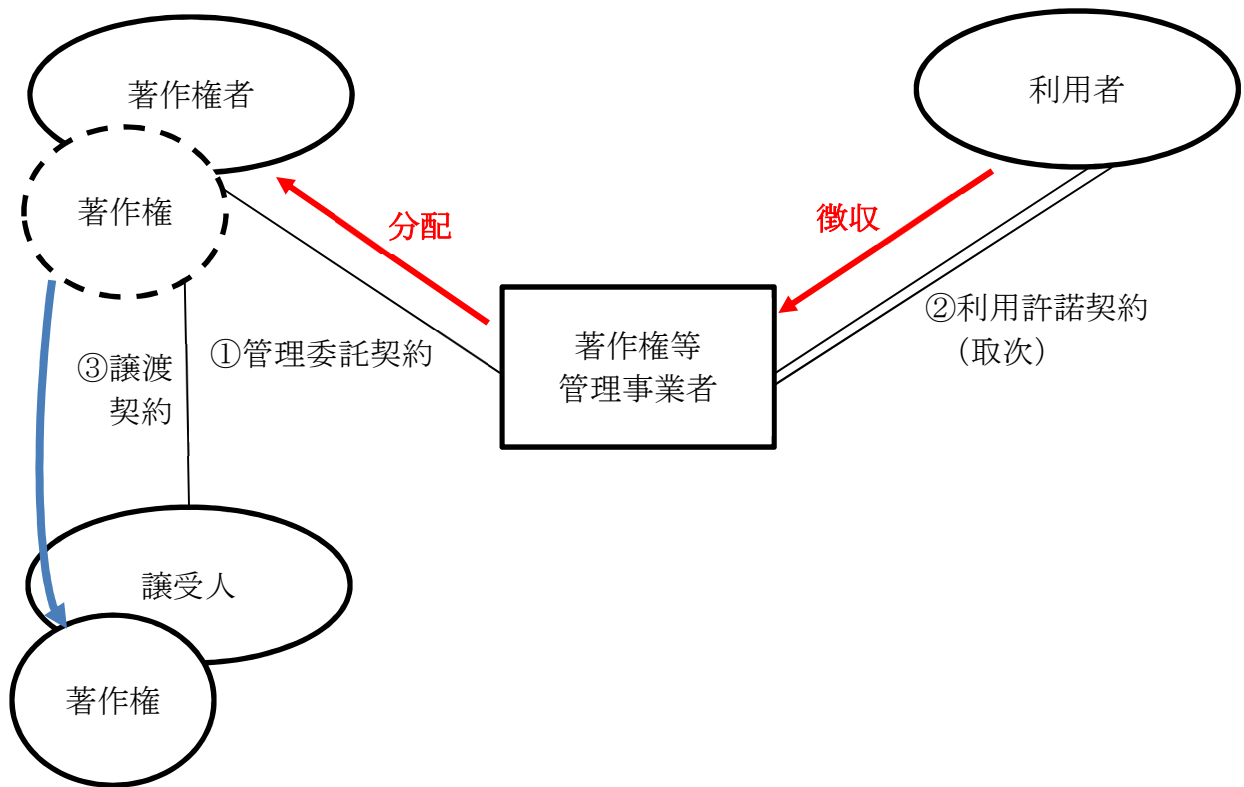 著作権者
利用者
著作権
分配
徴収
②利用許諾契約
（取次）
著作権等
管理事業者
①管理委託契約
③譲渡
契約
譲受人
著作権